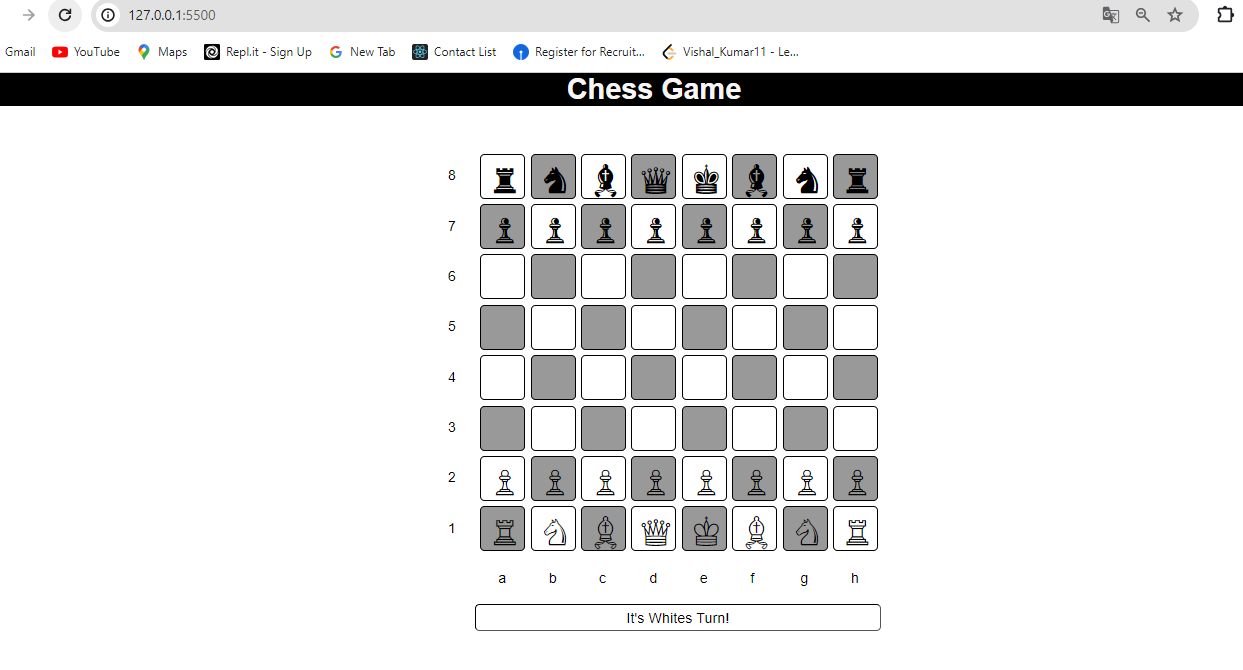 127.0.0.1:5500
Gmail YouTube Maps Repl.it - Sign Up New Tab Contact List Register for Recruit... Vishal_Kumar11 - Le...
Chess Game
8
7
6
5
4
3
2
1
a b c d e f g h
It's Whites Turn!